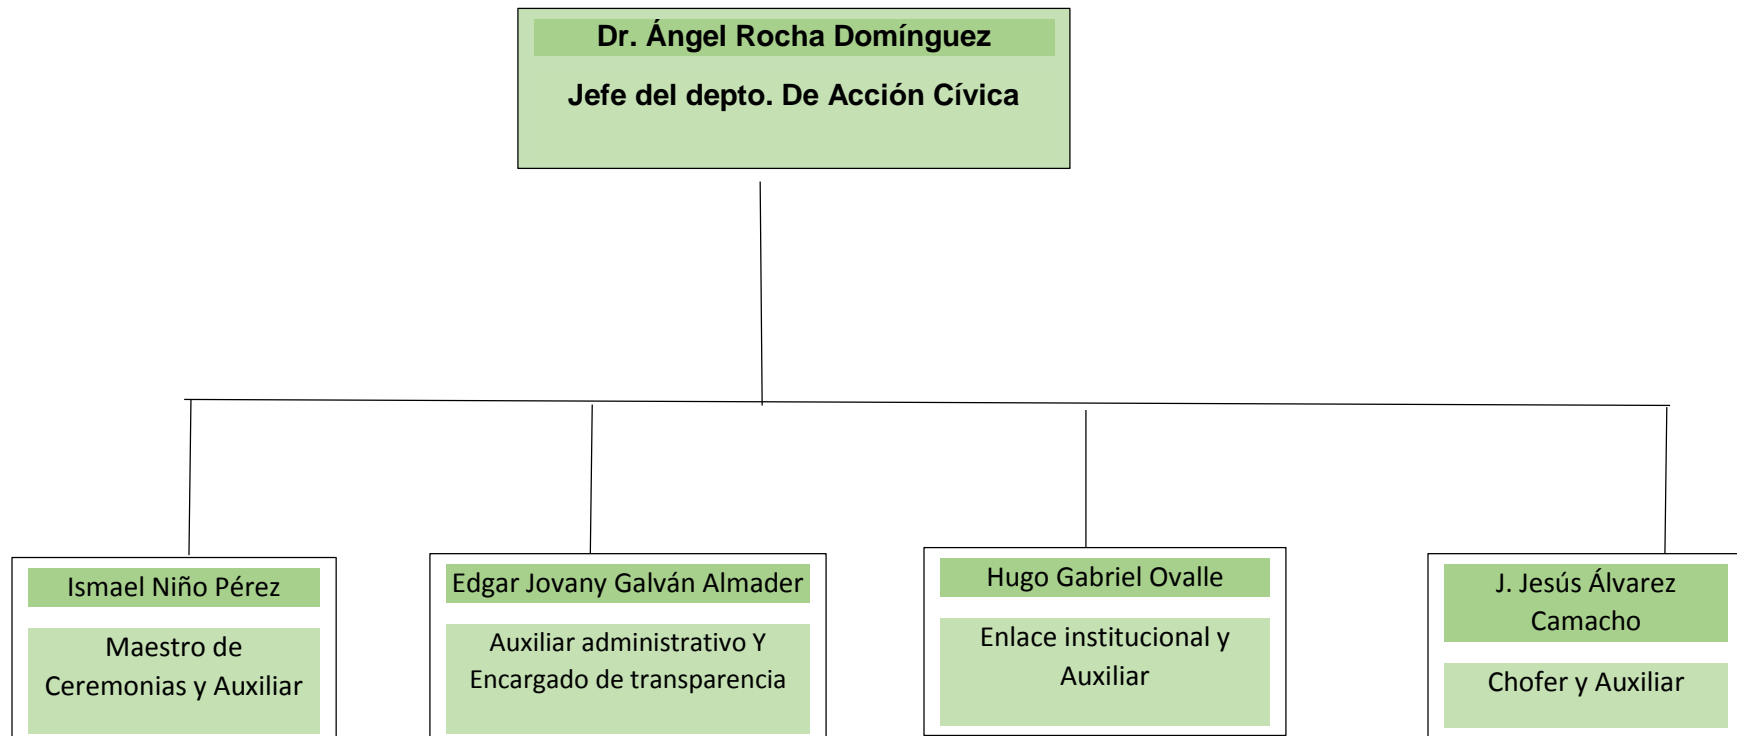 Dr. Ángel Rocha Domínguez
Jefe del depto. De Acción Cívica
Ismael Niño Pérez
Maestro de
Ceremonias y Auxiliar
Edgar Jovany Galván Almader
Auxiliar administrativo Y
Encargado de transparencia
Hugo Gabriel Ovalle
Enlace institucional y
Auxiliar
J. Jesús Álvarez
Camacho
Chofer y Auxiliar